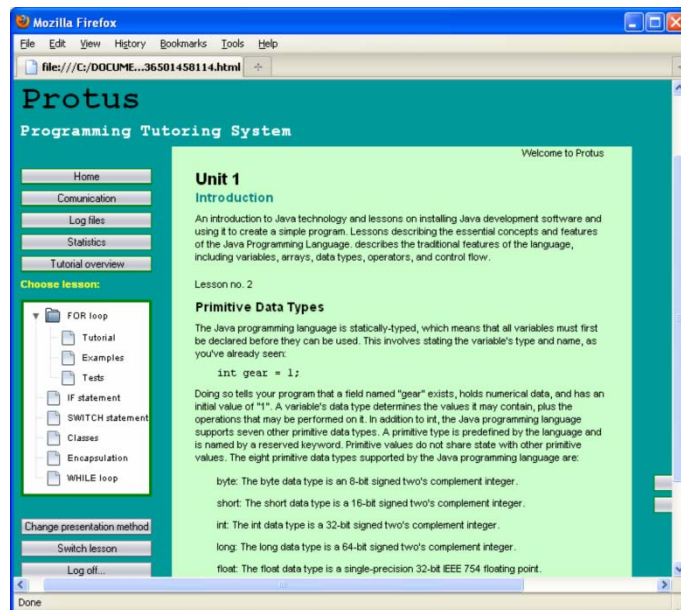 Mozilla Firefox
File Edit View History Bookmarks Tools Help
file:///C:/DOCUME...36501458114.html
Protus
Programming Tutoring System
Welcome to Protus
Home
Comunication
Log files
Statistics
Tutorial overview
Choose lesson:
FOR loop
Tutorial
Examples
Tests
IF statement
SWITCH statement
Classes
Encapsulation
WHILE loop
Change presentation method
Switch lesson
Log off...
Unit 1
Introduction
An introduction to Java technology and lessons on installing Java development software and
using it to create a simple program. Lessons describing the essential concepts and features
of the Java Programming Language. describes the traditional features of the language,
including variables, arrays, data types, operators, and control flow.
Lesson no. 2
Primitive Data Types
The Java programming language is statically-typed, which means that all variables must first
be declared before they can be used. This involves stating the variable's type and name, as
you've already seen:
int gear = 1;
Doing so tells your program that a field named "gear" exists, holds numerical data, and has an
initial value of "1". A variable's data type determines the values it may contain, plus the
operations that may be performed on it. In addition to int, the Java programming language
supports seven other primitive data types. A primitive type is predefined by the language and
is named by a reserved keyword. Primitive values do not share state with other primitive
values. The eight primitive data types supported by the Java programming language are:
byte: The byte data type is an 8-bit signed two's complement integer.
short: The short data type is a 16-bit signed two's complement integer.
int: The int data type is a 32-bit signed two's complement integer.
long: The long data type is a 64-bit signed two's complement integer.
float: The float data type is a single-precision 32-bit IEEE 754 floating point.
Done